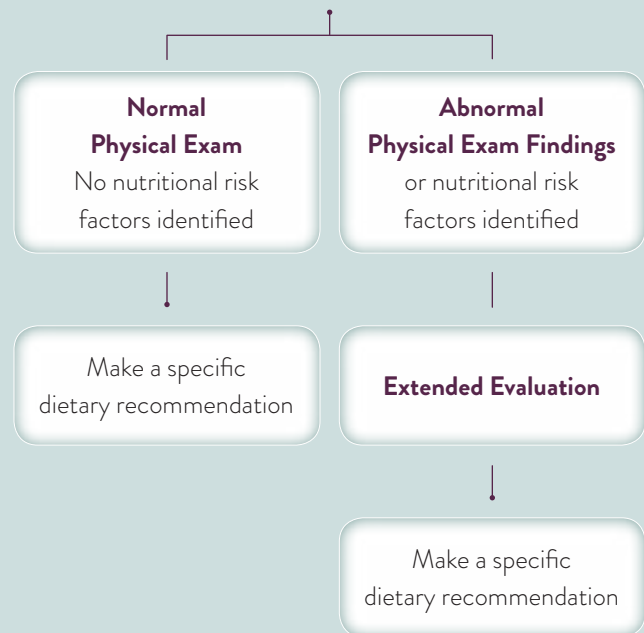 Normal
Physical Exam
No nutritional risk
factors identified
Abnormal
Physical Exam Findings
or nutritional risk
factors identified
Make a specific
dietary recommendation
Extended Evaluation
Make a specific
dietary recommendation